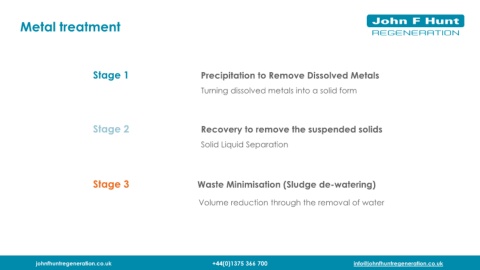 Metal treatment
John F Hunt
REGENERATION
Stage 1 Precipitation to Remove Dissolved Metals
Turning dissolved metals into a solid form
Stage 2 Recovery to remove the suspended solids
Solid Liquid Separation
Stage 3 Waste Minimisation (Sludge de-watering)
Volume reduction through the removal of water
johnfhuntregeneration.co.uk +44(0)1375 366 700 info@johnfhuntregeneration.co.uk